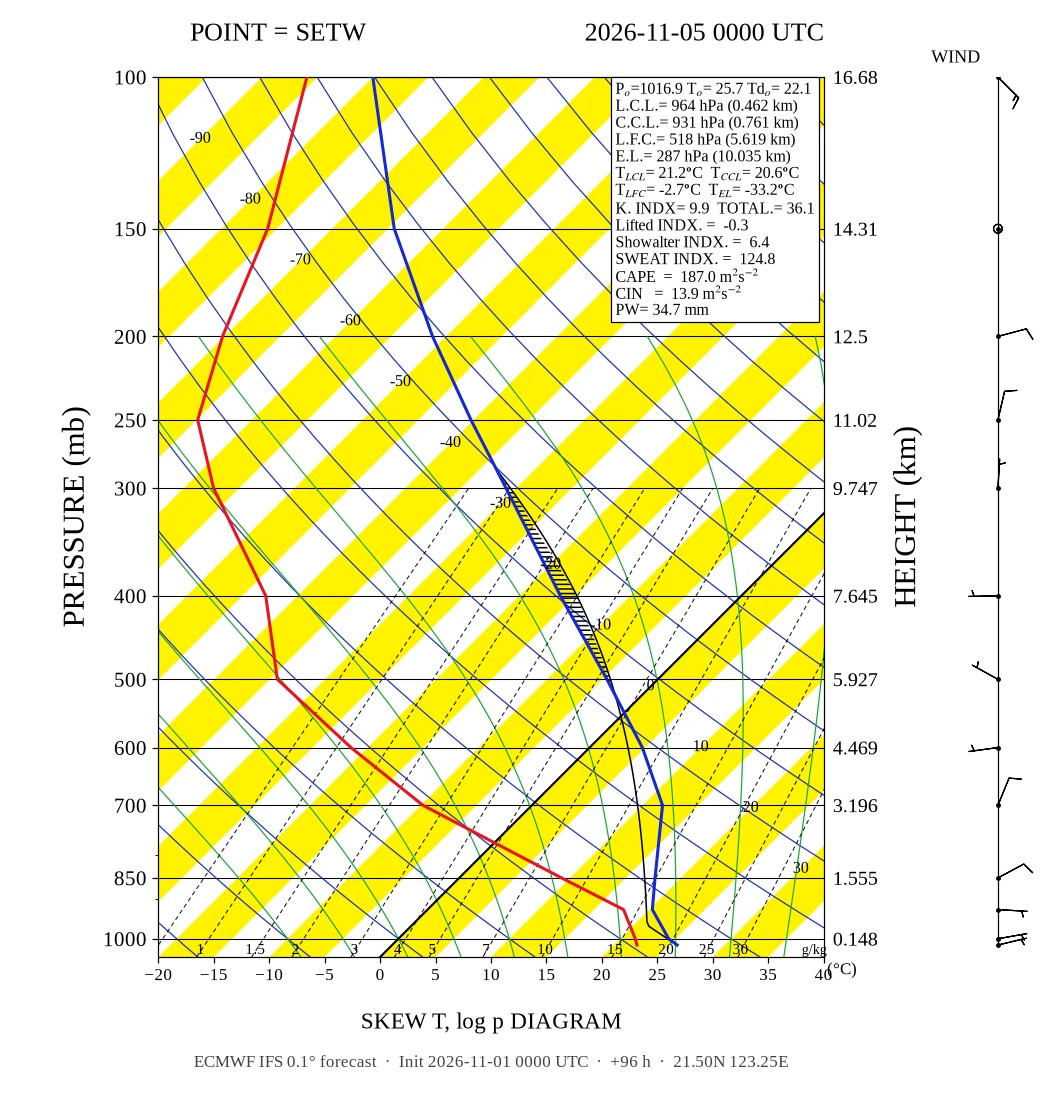 POINT = SETW 2026-11-05 0000 UTC
WIND
100 16.68
Pₒ=1016.9 Tₒ= 25.7 Tdₒ= 22.1
L.C.L.= 964 hPa (0.462 km)
C.C.L.= 931 hPa (0.761 km)
L.F.C.= 518 hPa (5.619 km)
E.L.= 287 hPa (10.035 km)
T_LCL= 21.2°C T_CCL= 20.6°C
T_LFC= -2.7°C T_EL= -33.2°C
K. INDX= 9.9 TOTAL.= 36.1
Lifted INDX. = -0.3
Showalter INDX. = 6.4
SWEAT INDX. = 124.8
CAPE = 187.0 m²s⁻²
CIN = 13.9 m²s⁻²
PW= 34.7 mm
-90
-80
150 14.31
-70
-60
200 12.5
-50
250 11.02
-40
300 9.747
-30
-20
400 7.645
-10
PRESSURE (mb)
HEIGHT (km)
500 5.927
0
600 10 4.469
700 20 3.196
850 30 1.555
1000 0.148
1 1.5 2 3 4 5 7 10 15 20 25 30 g/kg
−20 −15 −10 −5 0 5 10 15 20 25 30 35 40 (°C)
SKEW T, log p DIAGRAM
ECMWF IFS 0.1° forecast · Init 2026-11-01 0000 UTC · +96 h · 21.50N 123.25E